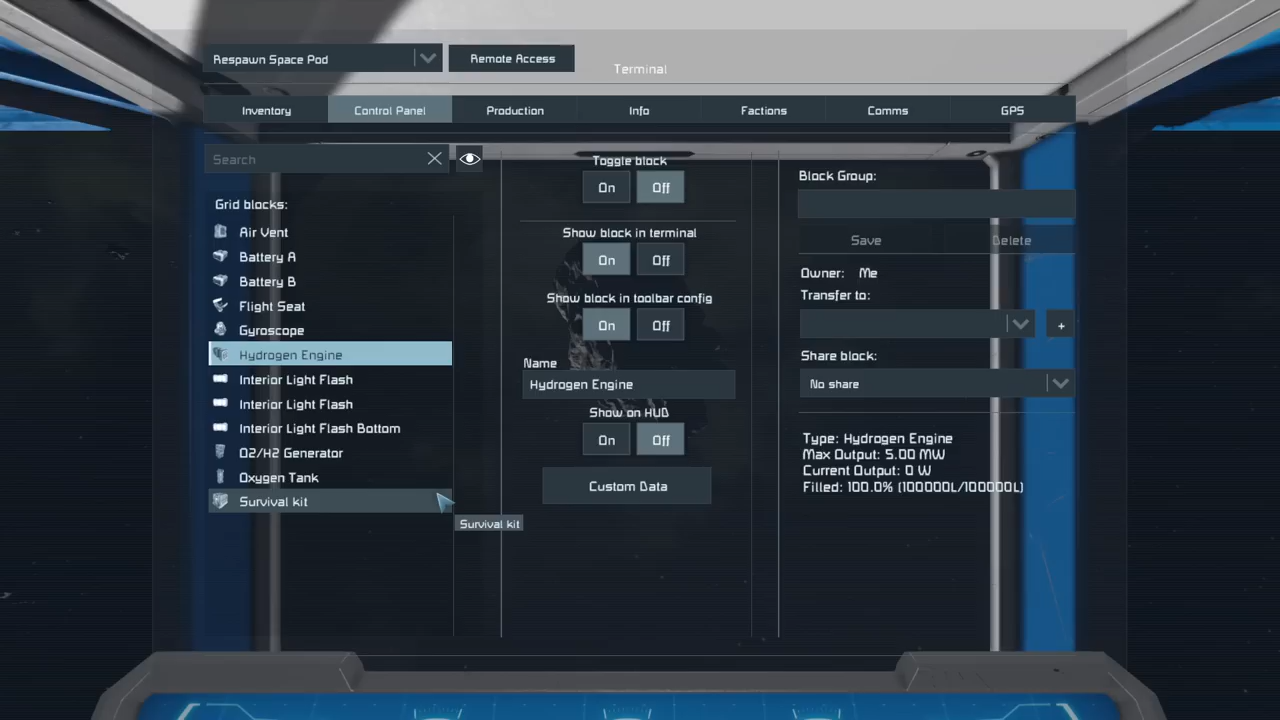 Respawn Space Pod
Remote Access
Terminal
Inventory
Control Panel
Production
Info
Factions
Comms
GPS
Search
Grid blocks:
Air Vent
Battery A
Battery B
Flight Seat
Gyroscope
Hydrogen Engine
Interior Light Flash
Interior Light Flash
Interior Light Flash Bottom
O2/H2 Generator
Oxygen Tank
Survival kit
Survival kit
Toggle block
On
Off
Show block in terminal
On
Off
Show block in toolbar config
On
Off
Name
Hydrogen Engine
Show on HUD
On
Off
Custom Data
Block Group:
Save
Delete
Owner: Me
Transfer to:
+
Share block:
No share
Type: Hydrogen Engine
Max Output: 5.00 MW
Current Output: 0 W
Filled: 100.0% (100000L/100000L)